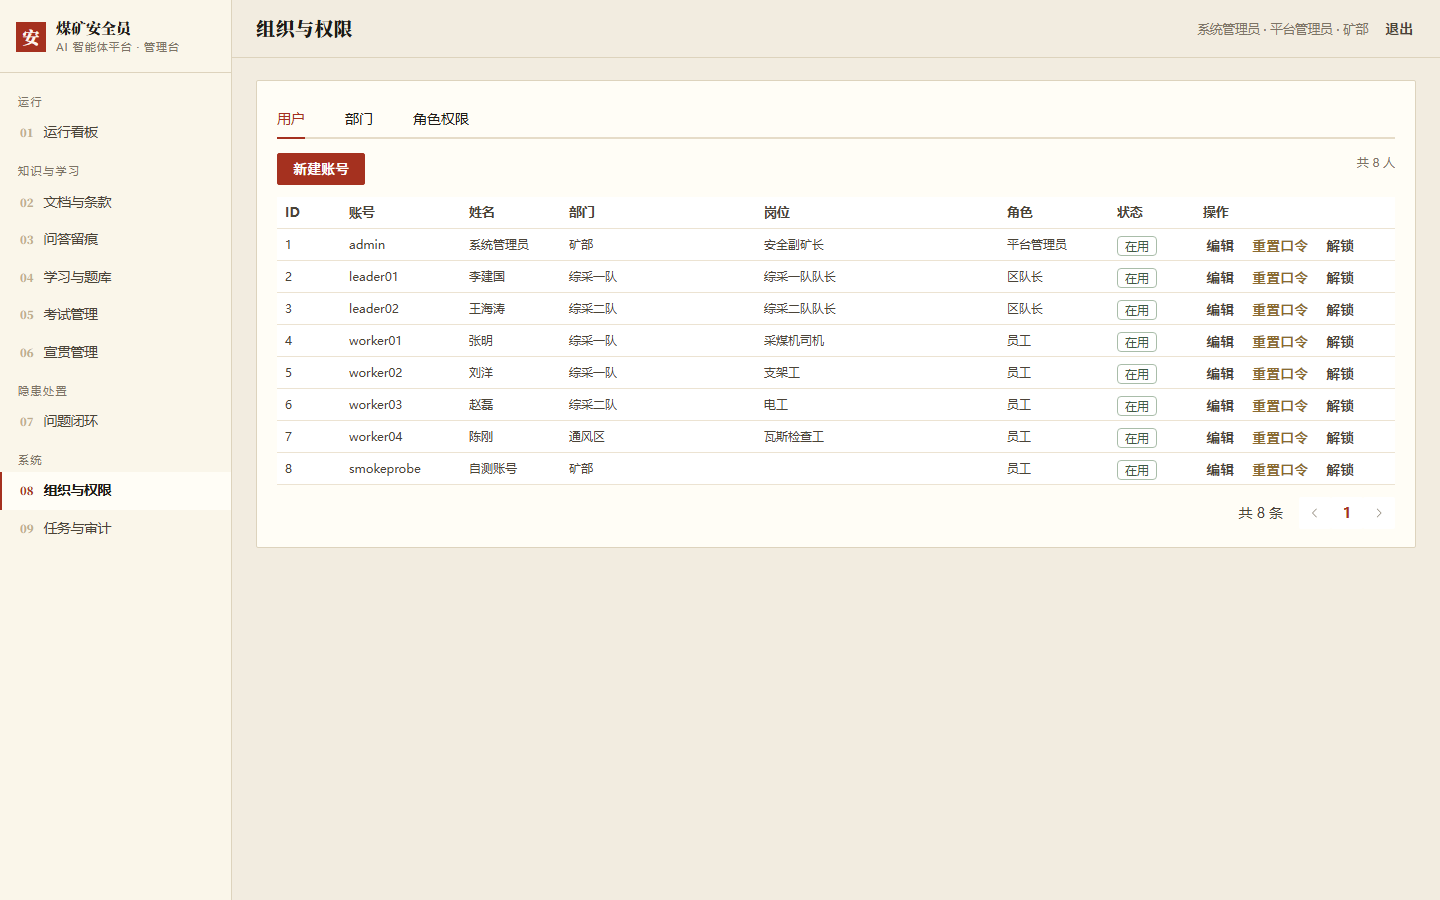 安
煤矿安全员
AI 智能体平台 · 管理台
运行
01 运行看板
知识与学习
02 文档与条款
03 问答留痕
04 学习与题库
05 考试管理
06 宣贯管理
隐患处置
07 问题闭环
系统
08 组织与权限
09 任务与审计
组织与权限
系统管理员 · 平台管理员 · 矿部 退出
用户 部门 角色权限
新建账号 共 8 人
ID 账号 姓名 部门 岗位 角色 状态 操作
1 admin 系统管理员 矿部 安全副矿长 平台管理员 在用 编辑 重置口令 解锁
2 leader01 李建国 综采一队 综采一队队长 区队长 在用 编辑 重置口令 解锁
3 leader02 王海涛 综采二队 综采二队队长 区队长 在用 编辑 重置口令 解锁
4 worker01 张明 综采一队 采煤机司机 员工 在用 编辑 重置口令 解锁
5 worker02 刘洋 综采一队 支架工 员工 在用 编辑 重置口令 解锁
6 worker03 赵磊 综采二队 电工 员工 在用 编辑 重置口令 解锁
7 worker04 陈刚 通风区 瓦斯检查工 员工 在用 编辑 重置口令 解锁
8 smokeprobe 自测账号 矿部 员工 在用 编辑 重置口令 解锁
共 8 条 1